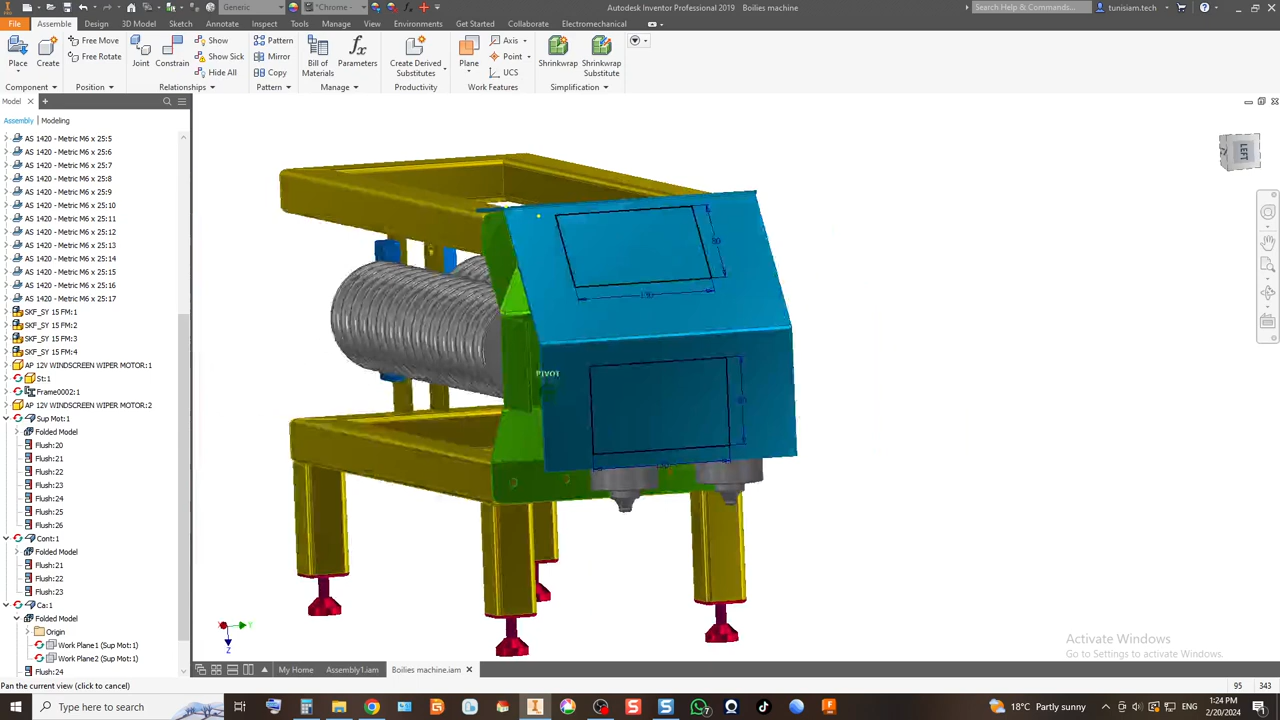 Generic
*Chrome
Autodesk Inventor Professional 2019 Boilies machine
Search Help & Commands...
tunisiam.tech
File Assemble Design 3D Model Sketch Annotate Inspect Tools Manage View Environments Get Started Collaborate Electromechanical
Place
Create
Free Move
Free Rotate
Joint
Constrain
Show
Show Sick
Hide All
Pattern
Mirror
Copy
Bill of
Materials
Parameters
Create Derived
Substitutes
Plane
Axis
Point
UCS
Shrinkwrap
Shrinkwrap
Substitute
Component Position Relationships Pattern Manage Productivity Work Features Simplification
Model
Assembly Modeling
AS 1420 - Metric M6 x 25:5
AS 1420 - Metric M6 x 25:6
AS 1420 - Metric M6 x 25:7
AS 1420 - Metric M6 x 25:8
AS 1420 - Metric M6 x 25:9
AS 1420 - Metric M6 x 25:10
AS 1420 - Metric M6 x 25:11
AS 1420 - Metric M6 x 25:12
AS 1420 - Metric M6 x 25:13
AS 1420 - Metric M6 x 25:14
AS 1420 - Metric M6 x 25:15
AS 1420 - Metric M6 x 25:16
AS 1420 - Metric M6 x 25:17
SKF_SY 15 FM:1
SKF_SY 15 FM:2
SKF_SY 15 FM:3
SKF_SY 15 FM:4
AP 12V WINDSCREEN WIPER MOTOR:1
St:1
Frame0002:1
AP 12V WINDSCREEN WIPER MOTOR:2
Sup Mot:1
Folded Model
Flush:20
Flush:21
Flush:22
Flush:23
Flush:24
Flush:25
Flush:26
Cont:1
Folded Model
Flush:21
Flush:22
Flush:23
Ca:1
Folded Model
Origin
Work Plane1 (Sup Mot:1)
Work Plane2 (Sup Mot:1)
Flush:24
LEFT
80
PIVOT
Y
Z
Activate Windows
Go to Settings to activate Windows.
My Home Assembly1.iam Boilies machine.iam
Pan the current view (click to cancel)
95 343
Type here to search
18°C Partly sunny
1:24 PM
2/20/2024